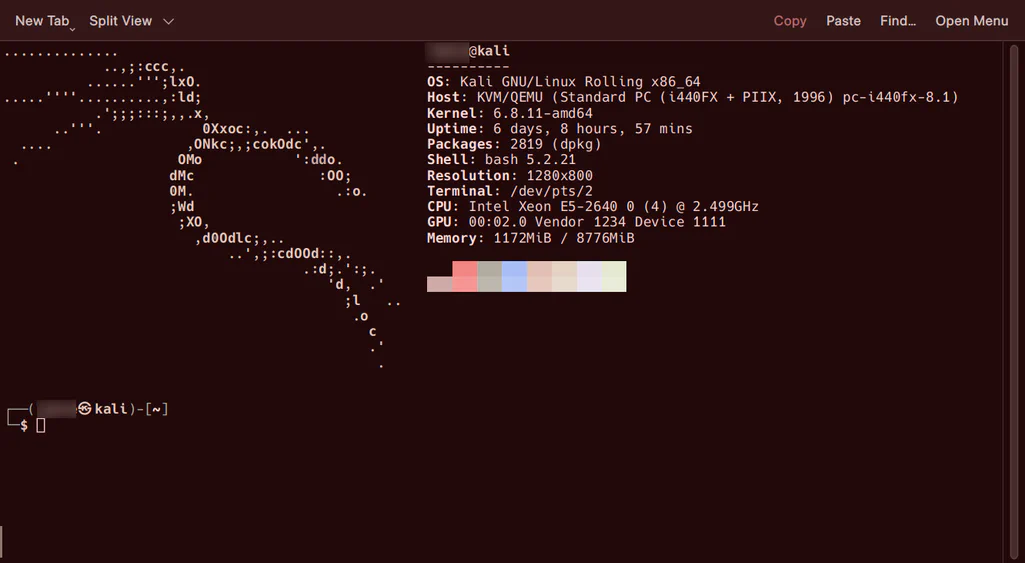 New Tab Split View Copy Paste Find... Open Menu
..............
..,;:ccc,.
......''';lxO.
.....''''..........,:ld;
.';;;:::;,,.x,
..'''. 0Xxoc:,. ...
.... ,ONkc;,;cokOdc',.
. OMo ':ddo.
dMc :OO;
0M. .:o.
;Wd
;XO,
,d0Odlc;,..
..',;:cdOOd::,.
.:d;.':;.
'd, .'
;l ..
.o
c
.'
.
@kali
----------
OS: Kali GNU/Linux Rolling x86_64
Host: KVM/QEMU (Standard PC (i440FX + PIIX, 1996) pc-i440fx-8.1)
Kernel: 6.8.11-amd64
Uptime: 6 days, 8 hours, 57 mins
Packages: 2819 (dpkg)
Shell: bash 5.2.21
Resolution: 1280x800
Terminal: /dev/pts/2
CPU: Intel Xeon E5-2640 0 (4) @ 2.499GHz
GPU: 00:02.0 Vendor 1234 Device 1111
Memory: 1172MiB / 8776MiB
┌──(㉿kali)-[~]
└─$